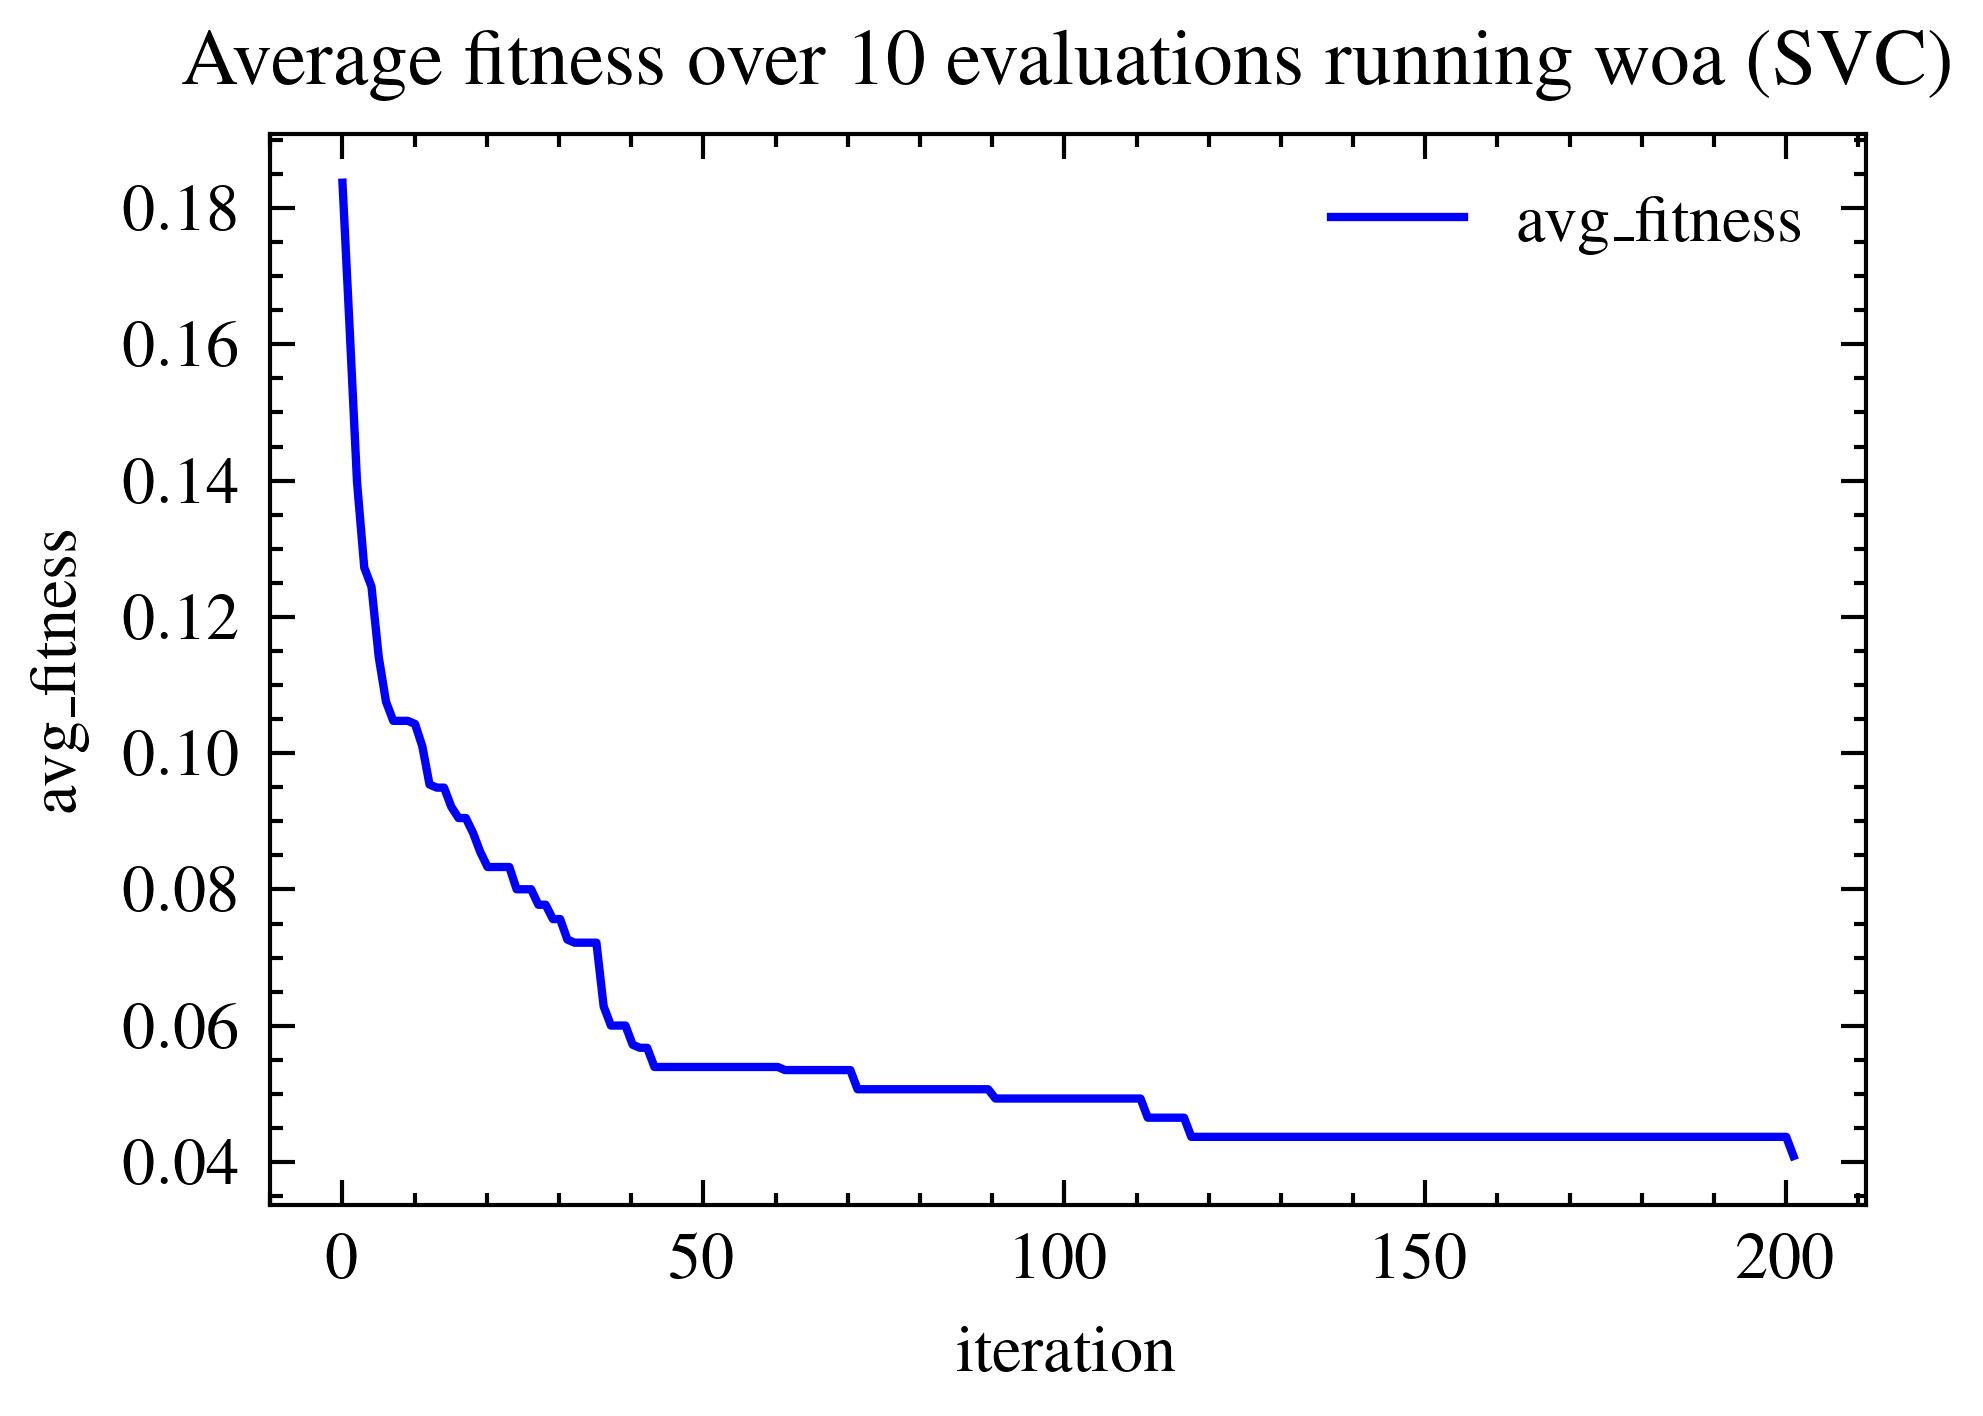 Average fitness over 10 evaluations running woa (SVC)
avg_fitness
0.18
0.16
0.14
0.12
0.10
0.08
0.06
0.04
avg_fitness
0 50 100 150 200
iteration